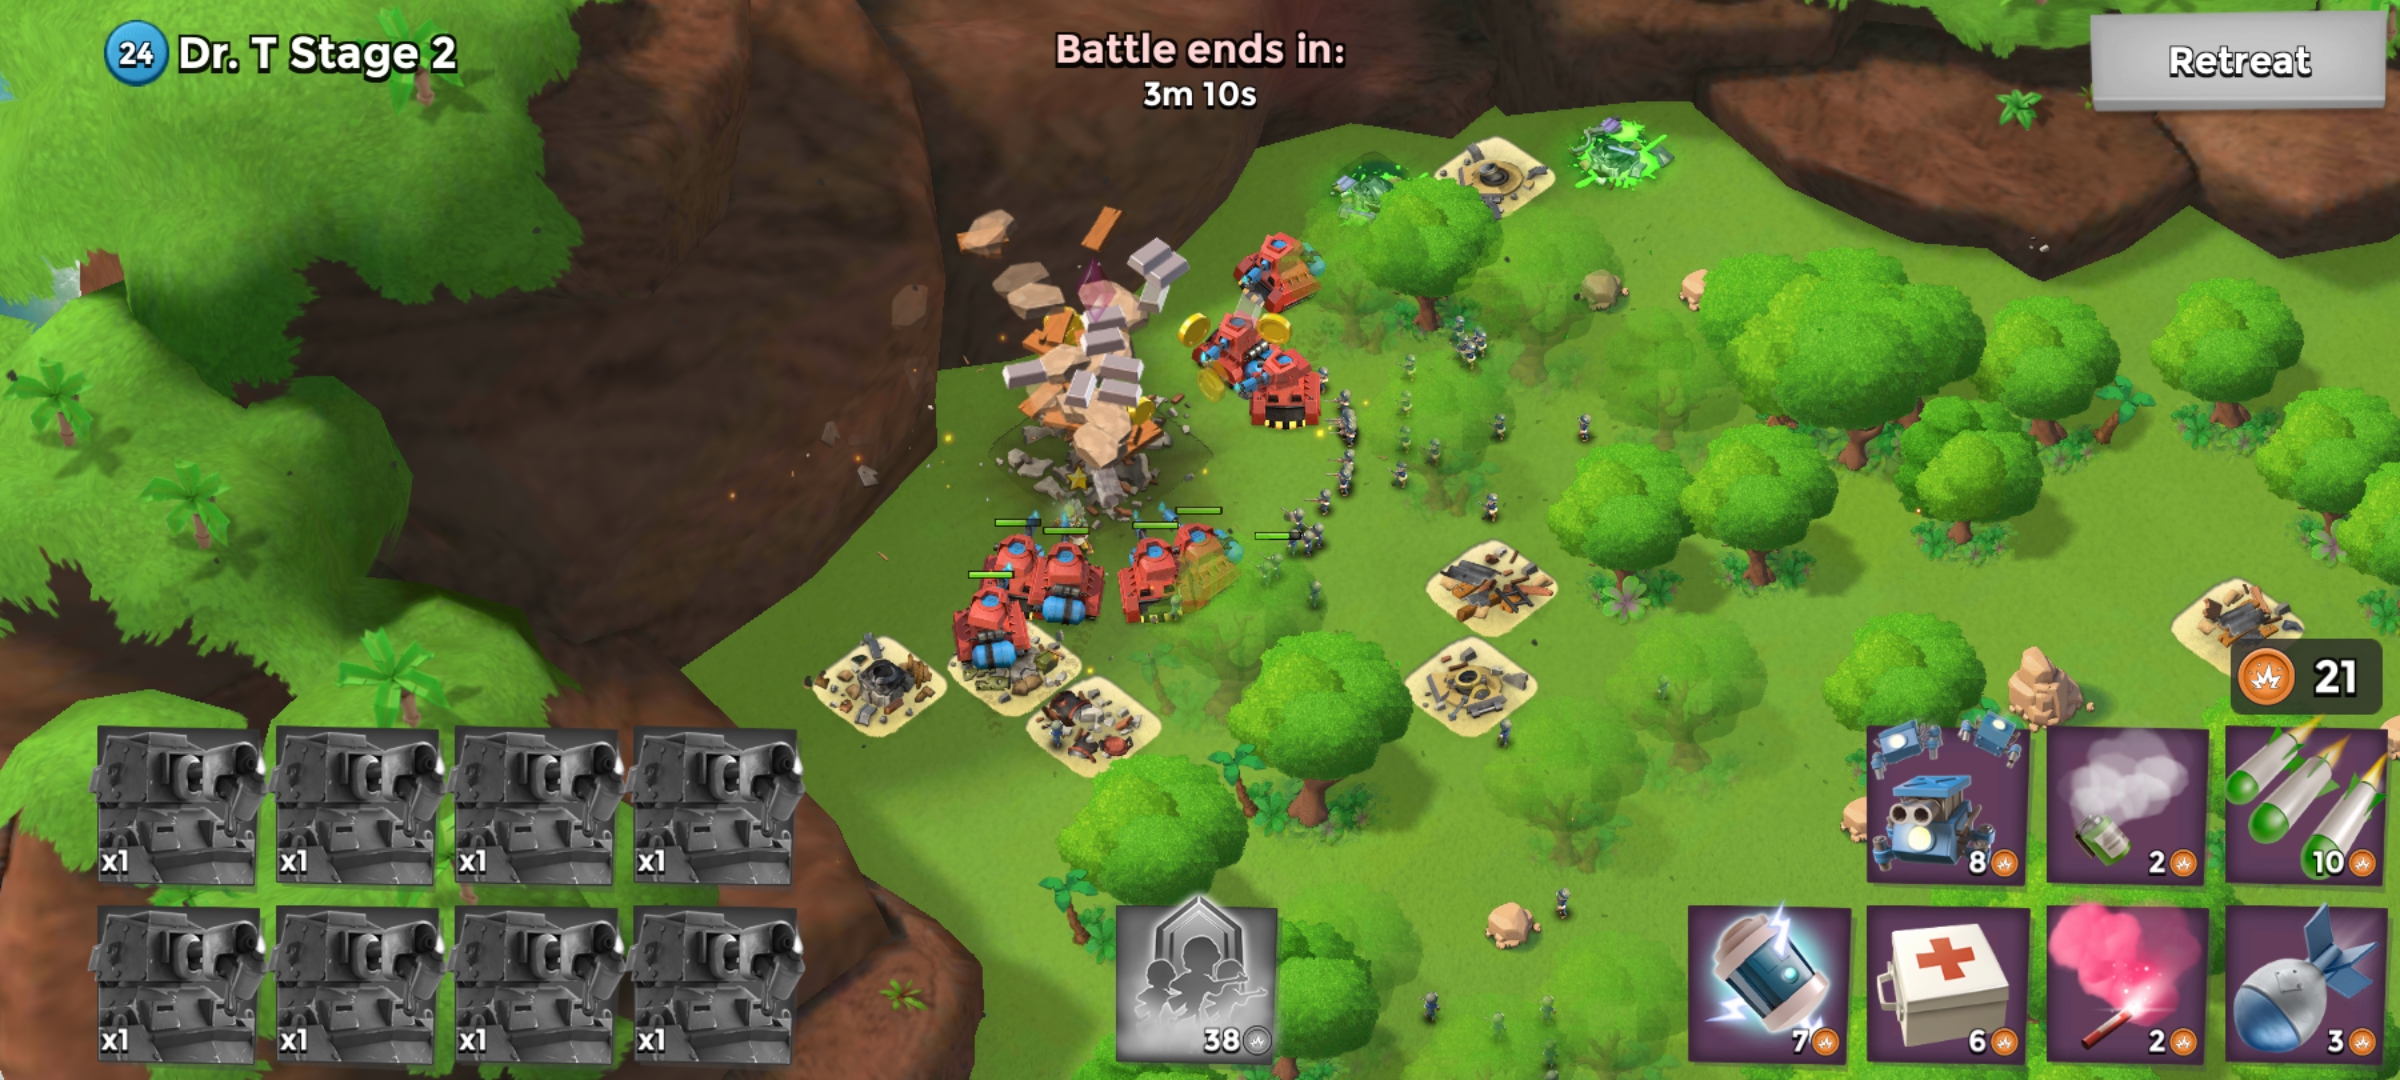 24 Dr. T Stage 2
Battle ends in:
3m 10s
Retreat
21
8
2
10
x1
x1
x1
x1
x1
x1
x1
x1
38
7
6
2
3